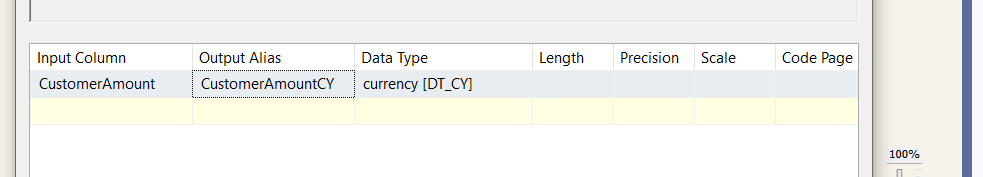 Input Column Output Alias Data Type Length Precision Scale Code Page
CustomerAmount CustomerAmountCY currency [DT_CY]
100%